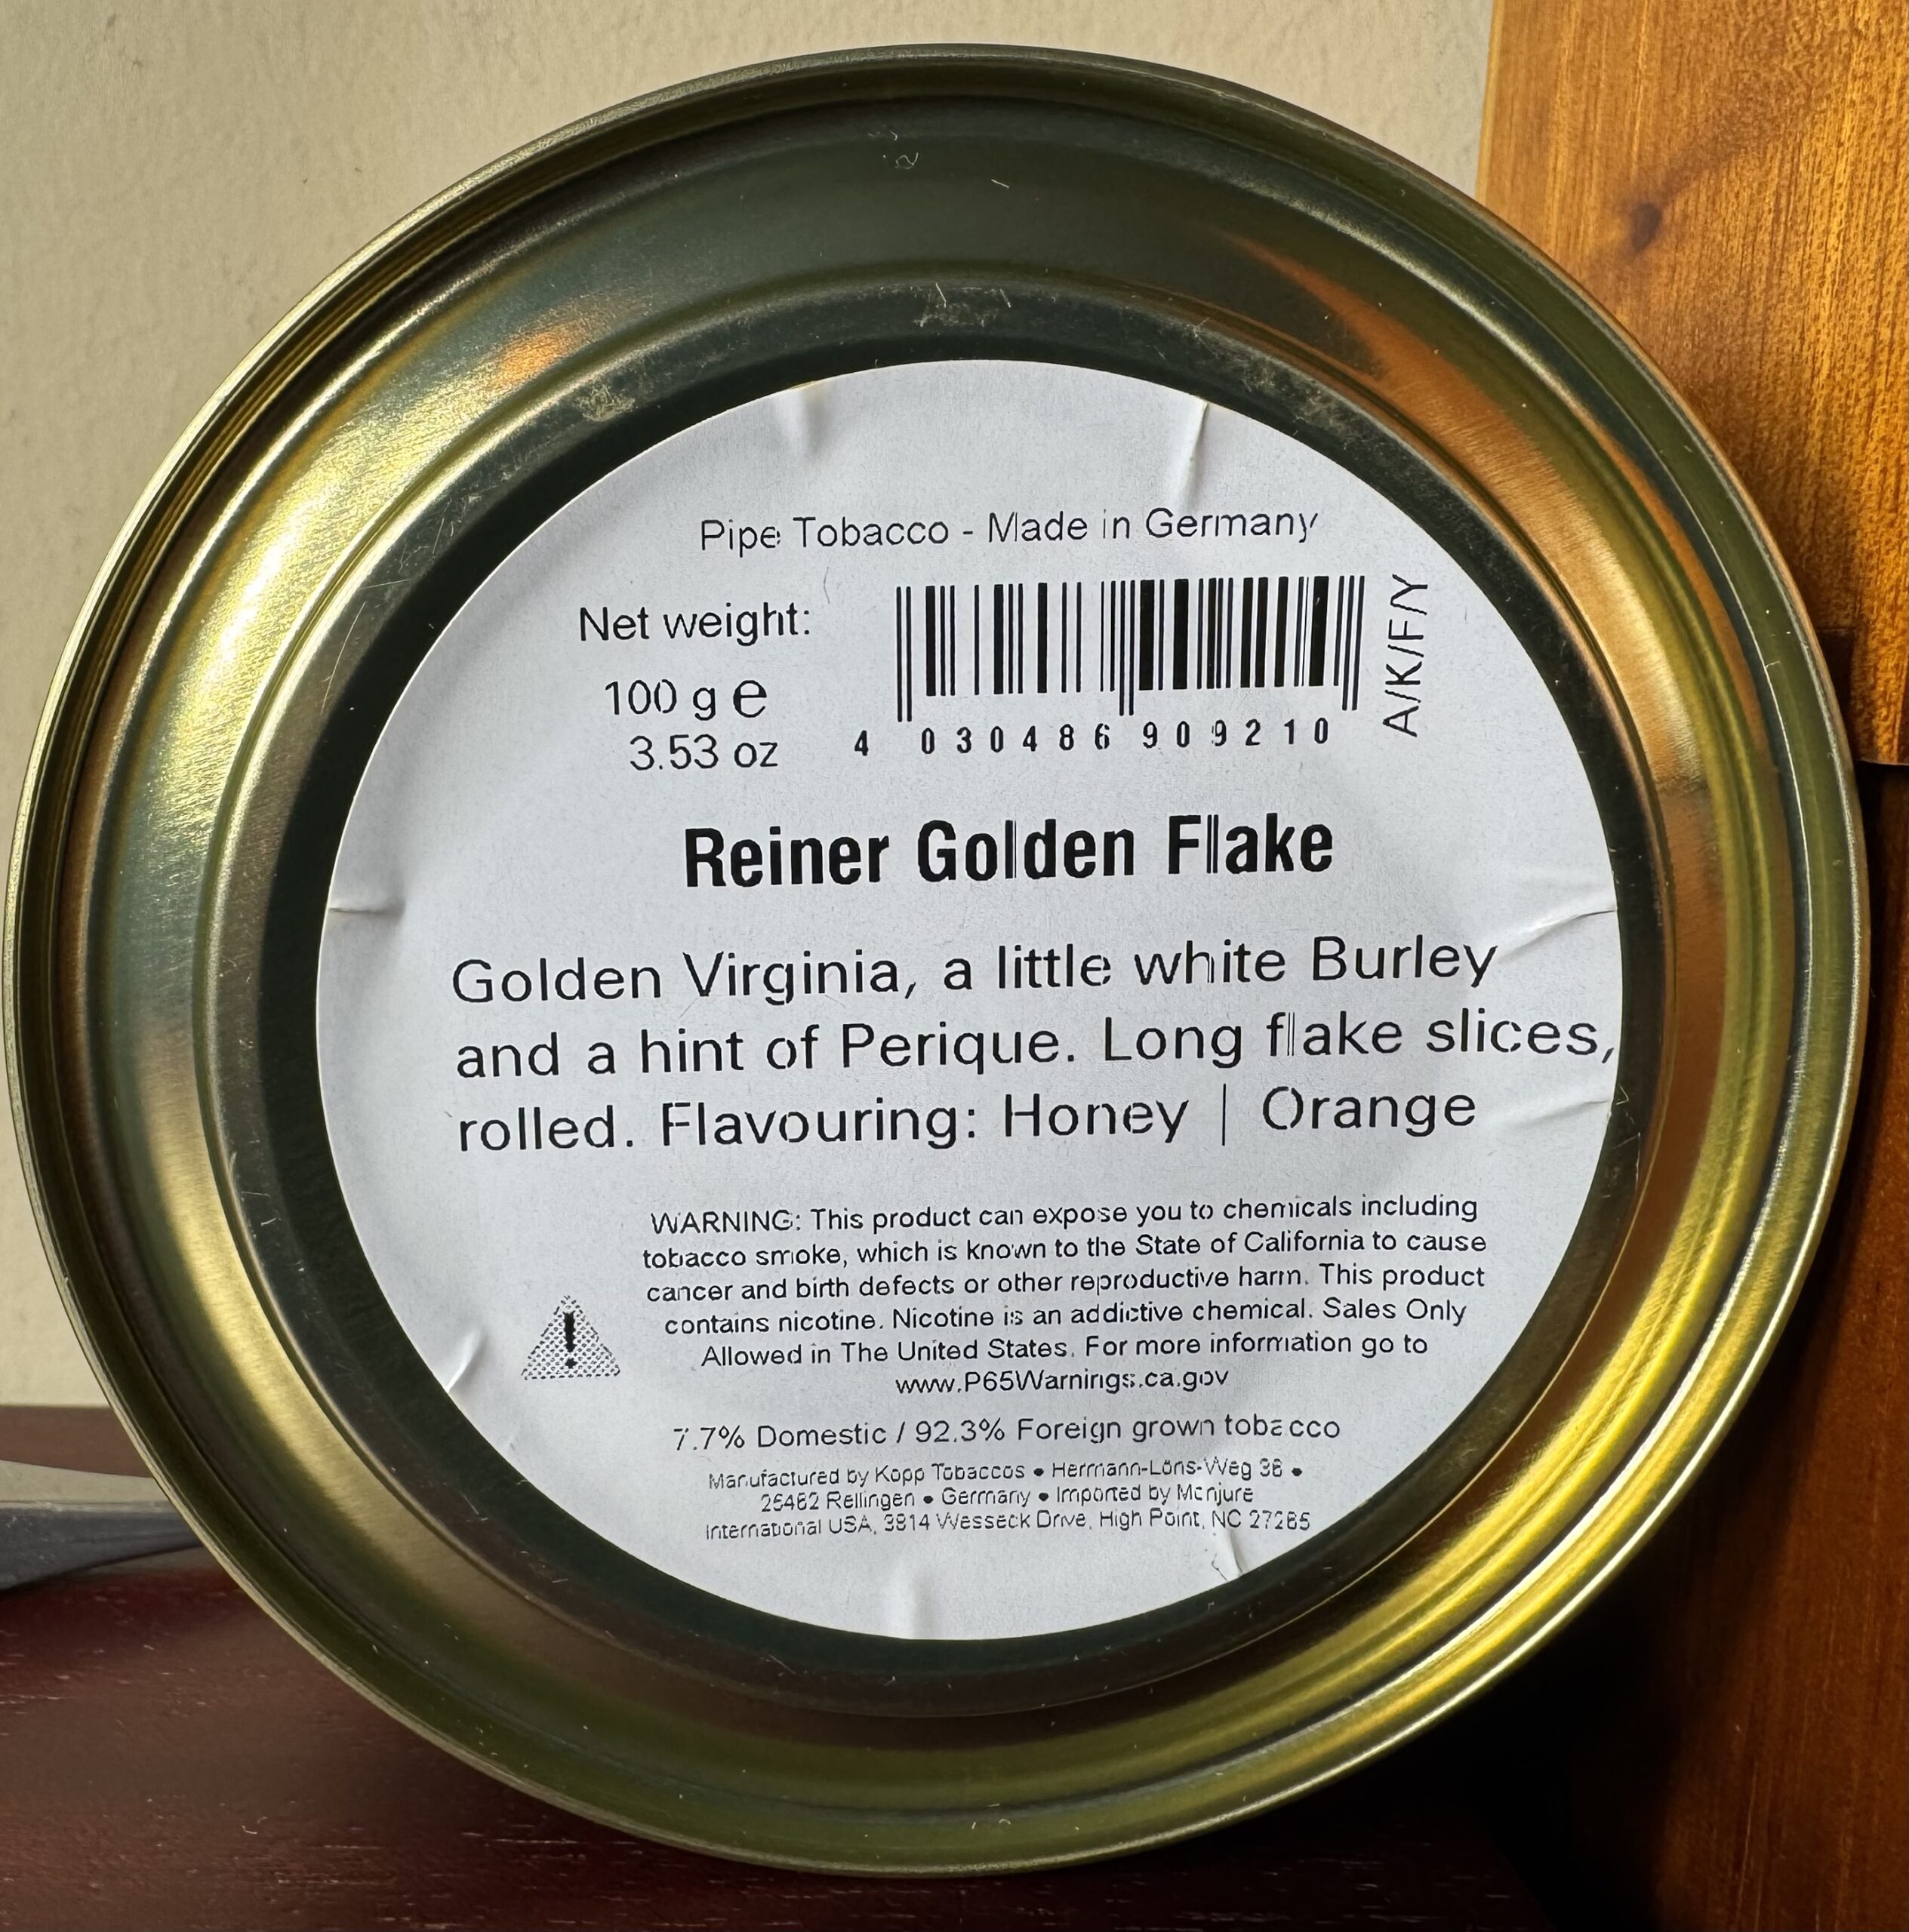 Pipe Tobacco - Made in Germany
Net weight:
100 g e
3.53 oz
4 030486 909210
A/K/F/Y
Reiner Golden Flake
Golden Virginia, a little white Burley
and a hint of Perique. Long flake slices,
rolled. Flavouring: Honey | Orange
WARNING: This product can expose you to chemicals including
tobacco smoke, which is known to the State of California to cause
cancer and birth defects or other reproductive harm. This product
contains nicotine. Nicotine is an addictive chemical. Sales Only
Allowed in The United States. For more information go to
www.P65Warnings.ca.gov
!
7.7% Domestic / 92.3% Foreign grown tobacco
Manufactured by Kopp Tobaccos • Hermann-Löns-Weg 36 •
25462 Rellingen • Germany • Imported by Monjure
International USA, 3914 Wesseck Drive, High Point, NC 27265